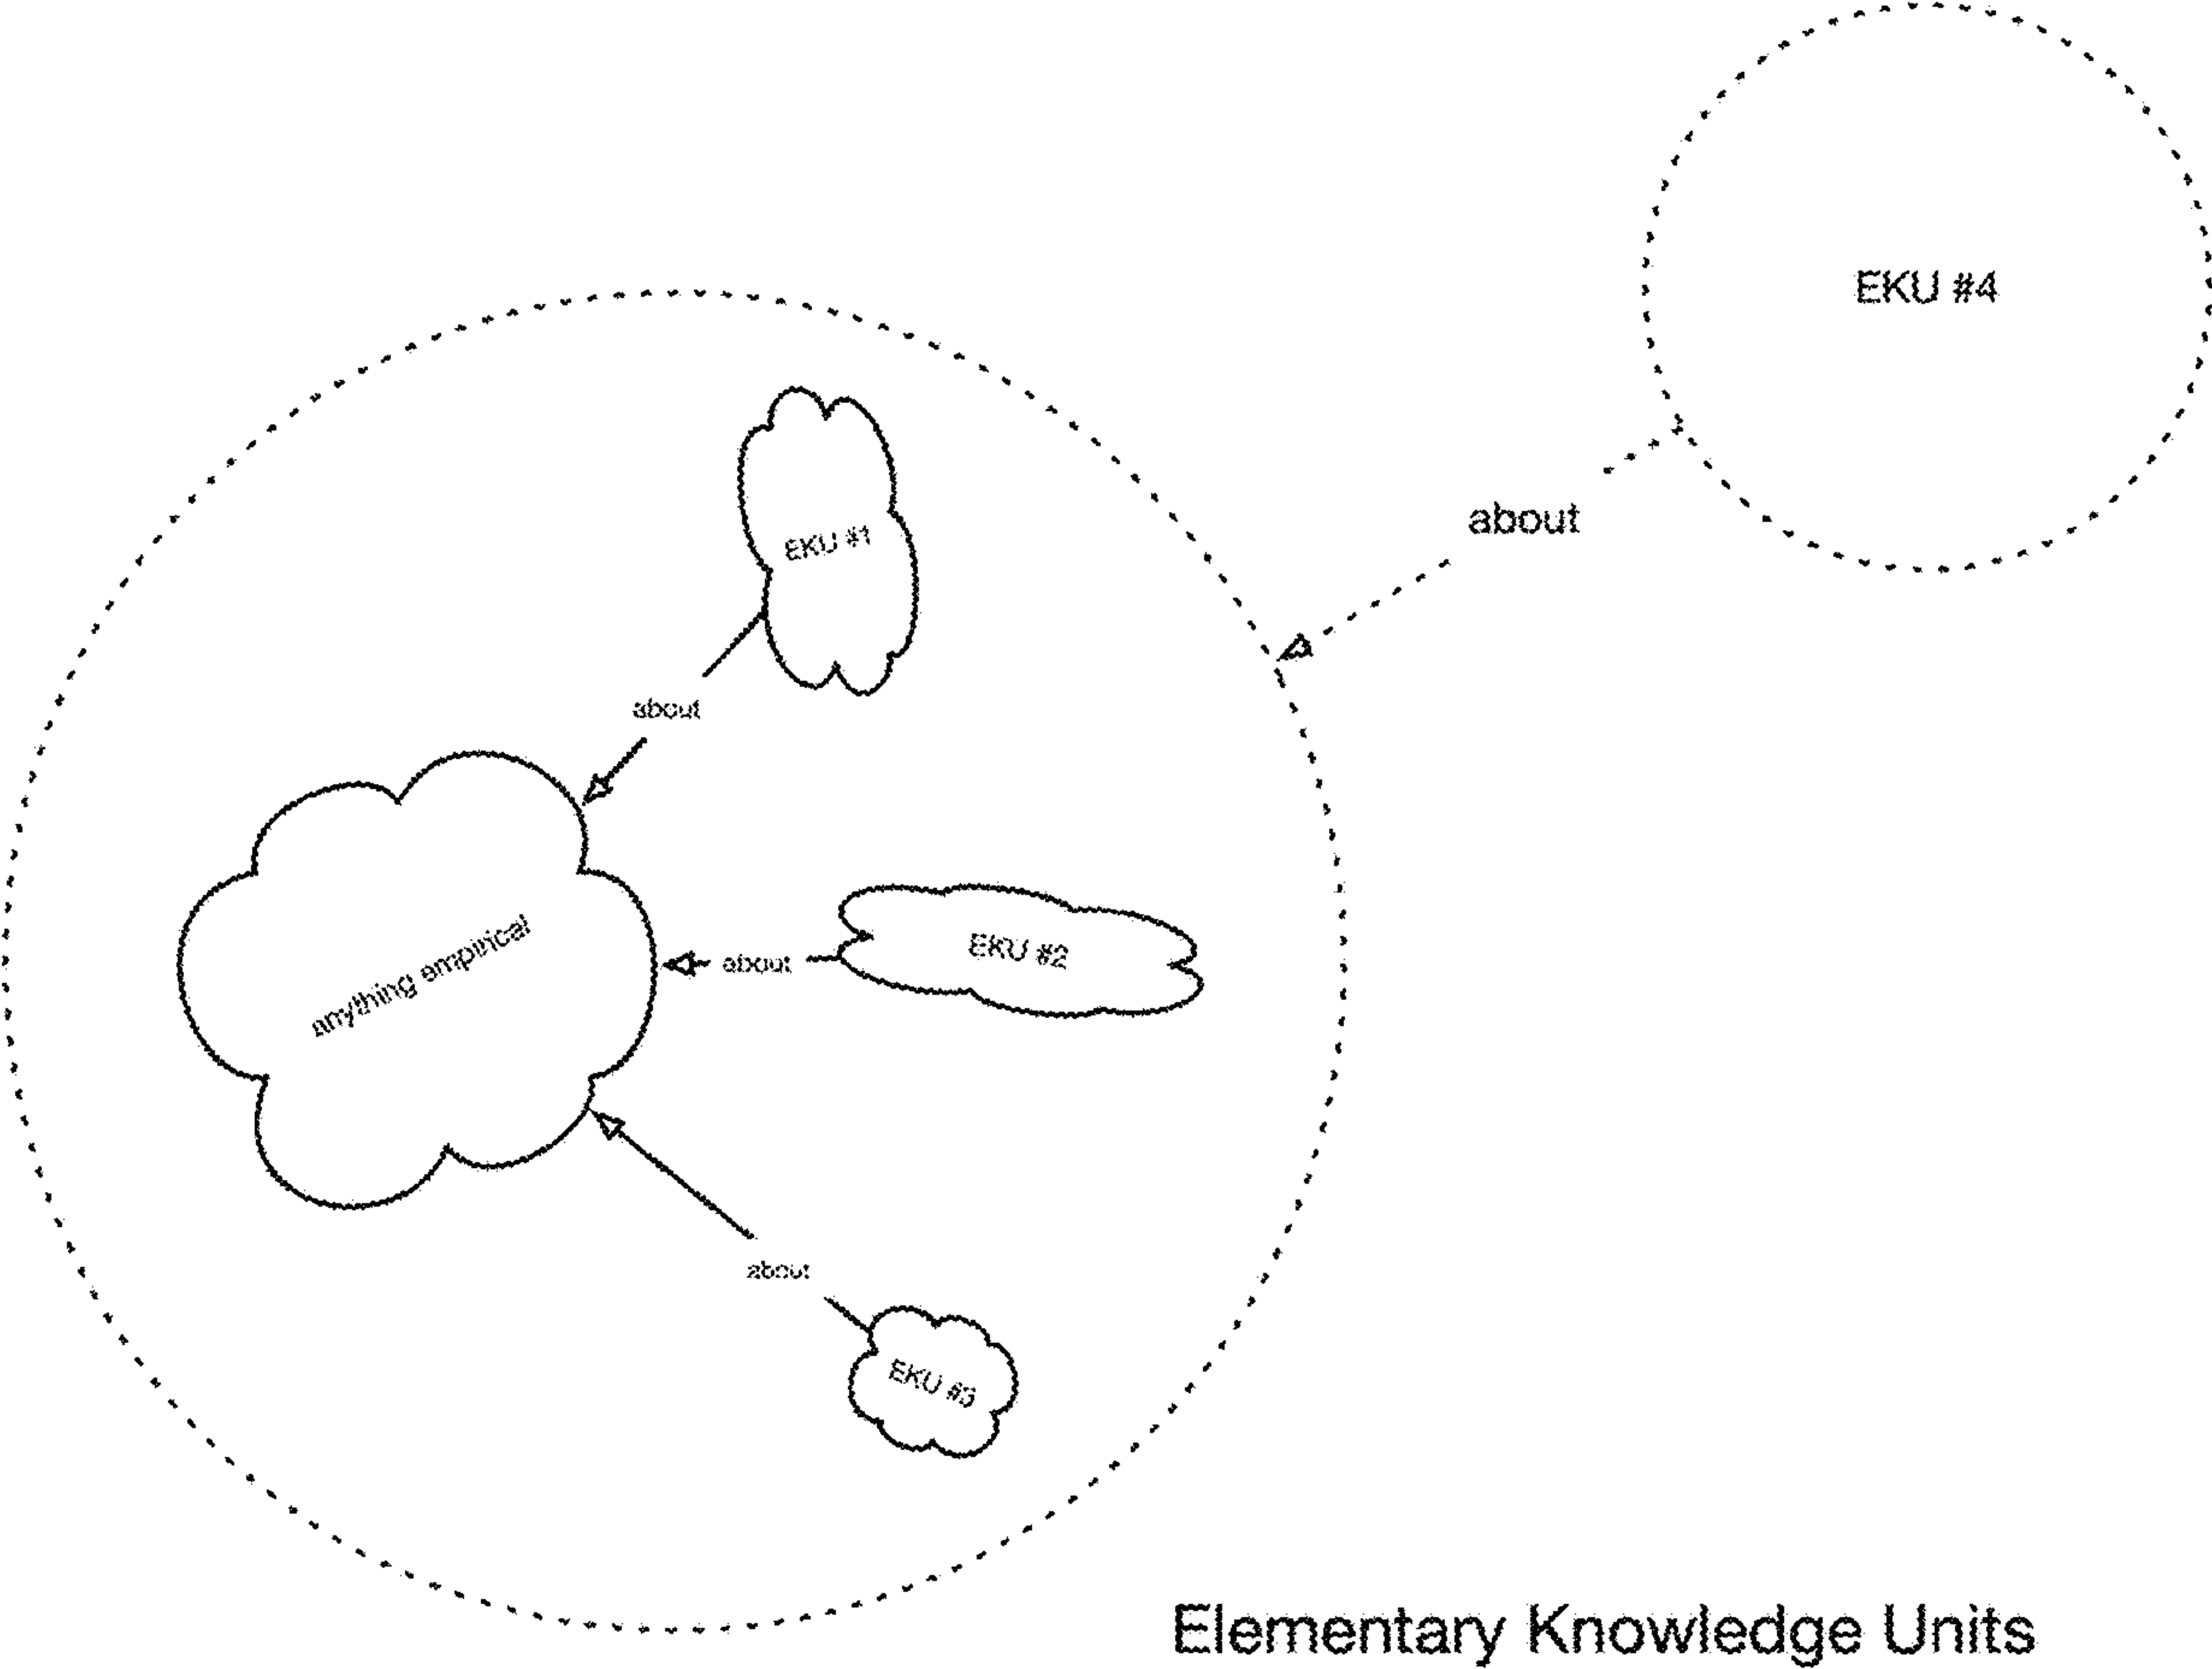 EKU #4
about
EKU #1
about
anything empirical
about
EKU #2
about
EKU #3
Elementary Knowledge Units